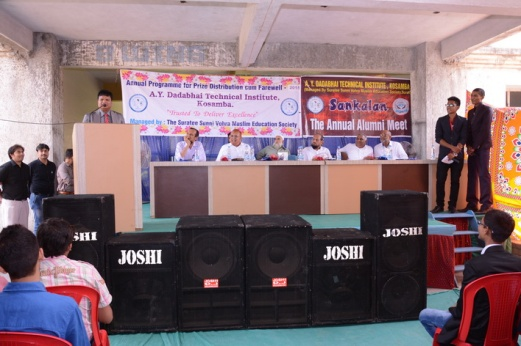 Annual Programme for Prize Distribution cum Farewell
A.Y. Dadabhai Technical Institute,
Kosamba.
"Trusted To Deliver Excellence"
Managed by : The Suratee Sunni Vohra Muslim Education Society
A. Y. DADABHAI TECHNICAL INSTITUTE, KOSAMBA
Sankalan
The Annual Alumni Meet
JOSHI
JOSHI
JOSHI
JOSHI